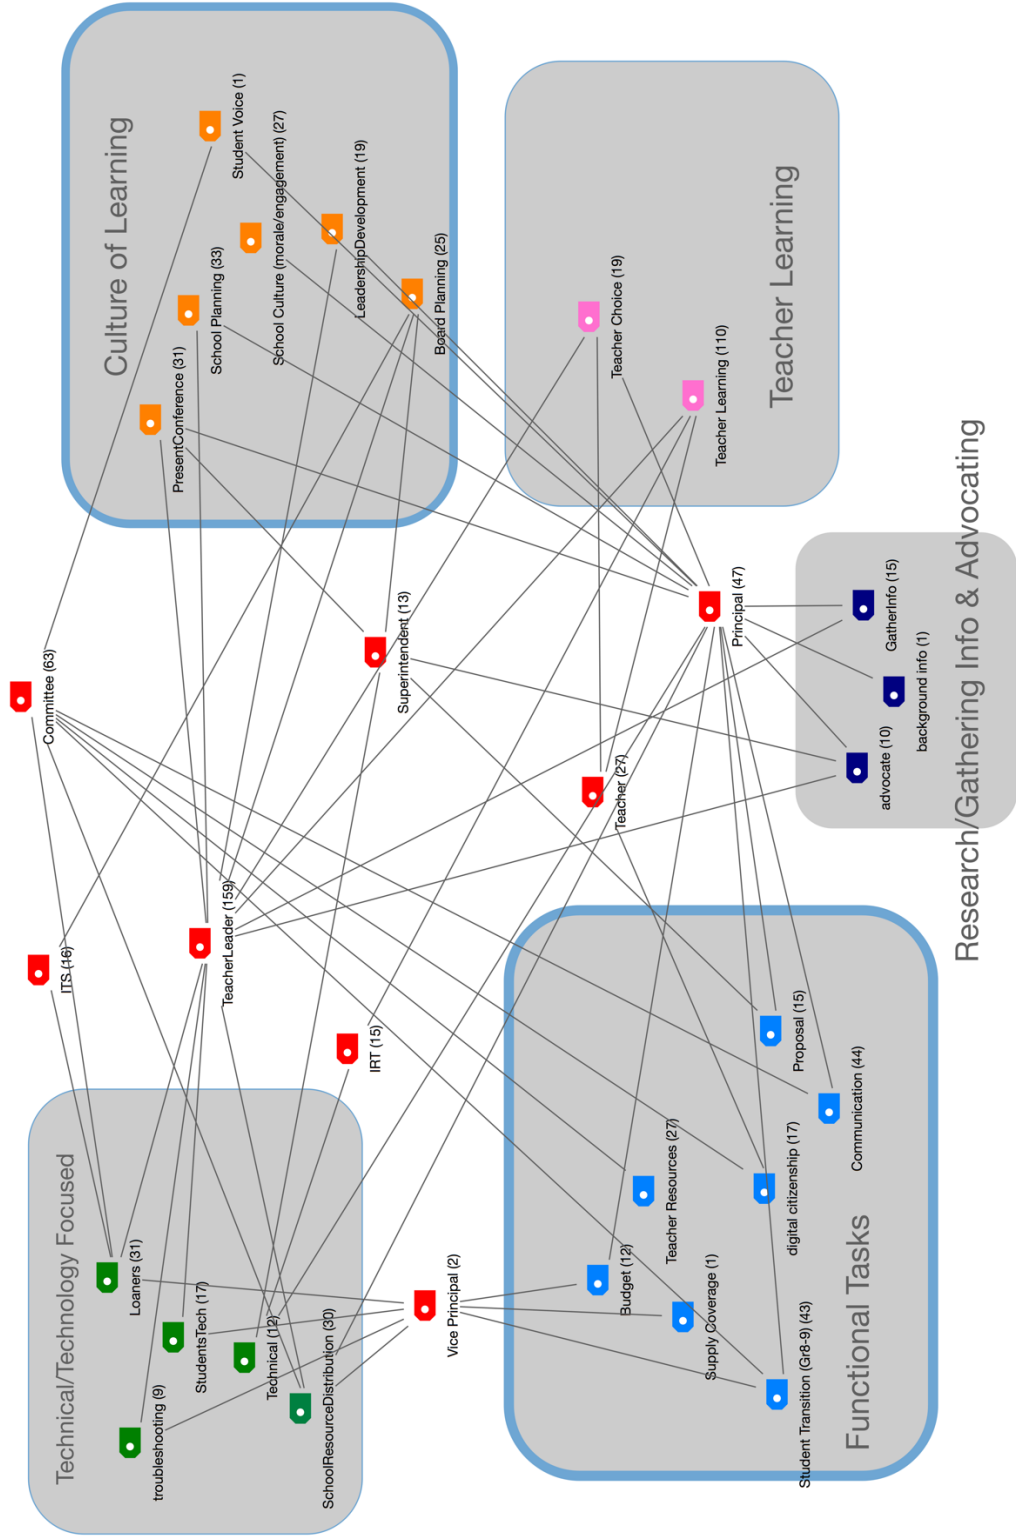 Technical/Technology Focused
troubleshooting (9)
Loaners (31)
StudentsTech (17)
Technical (12)
SchoolResourceDistribution (30)
ITS (16)
Committee (63)
TeacherLeader (159)
IRT (15)
Superintendent (13)
Culture of Learning
PresentConference (31)
School Planning (33)
Student Voice (1)
School Culture (morale/engagement) (27)
LeadershipDevelopment (19)
Board Planning (25)
Vice Principal (2)
Teacher (27)
Principal (47)
Teacher Choice (19)
Teacher Learning (110)
Teacher Learning
Budget (12)
Teacher Resources (27)
Supply Coverage (1)
digital citizenship (17)
Proposal (15)
Student Transition (Gr8-9) (43)
Communication (44)
Functional Tasks
advocate (10)
background info (1)
GatherInfo (15)
Research/Gathering Info & Advocating